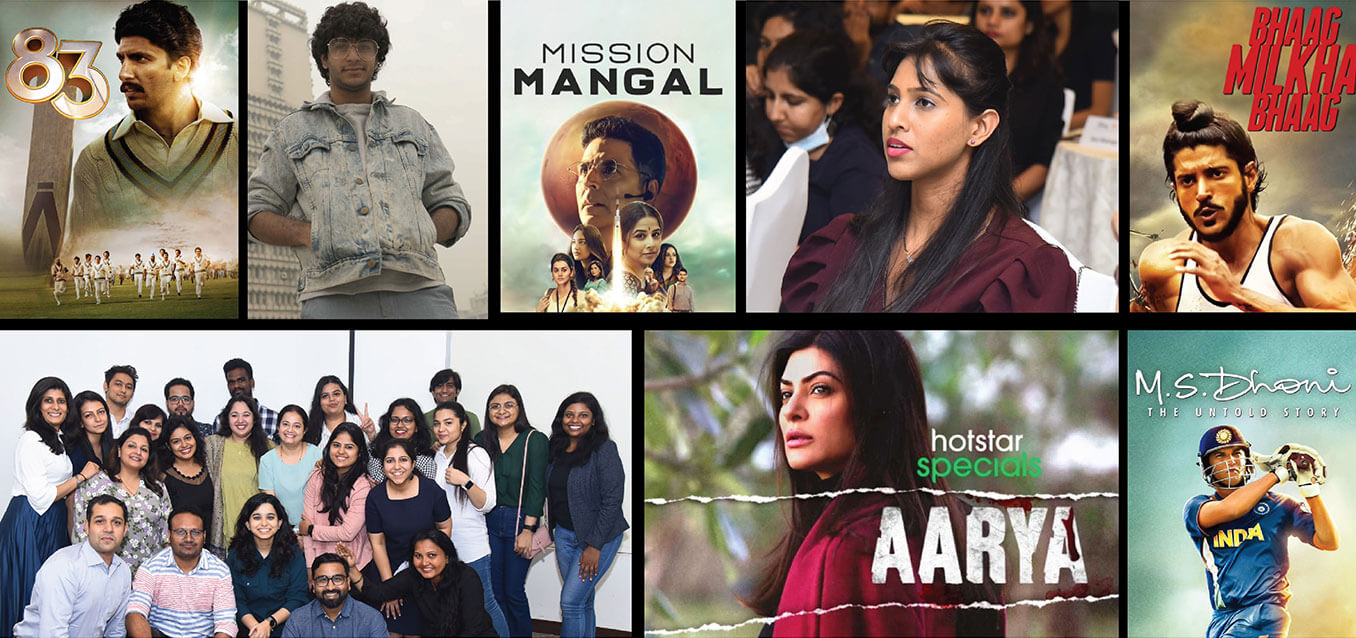 83
MISSION
MANGAL
BHAAG
MILKHA
BHAAG
hotstar
specials
AARYA
M.S.Dhoni
THE UNTOLD STORY
INDIA